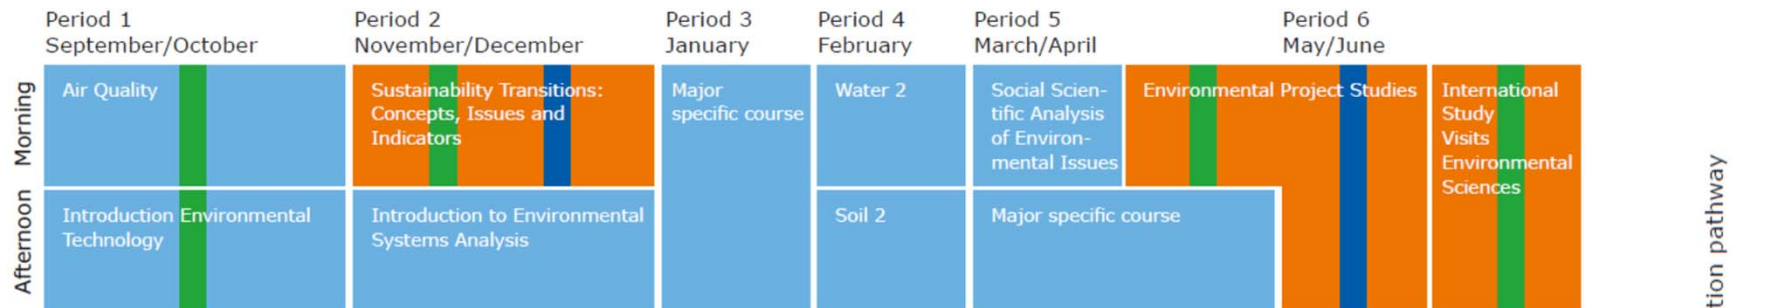 Period 1
September/October
Period 2
November/December
Period 3
January
Period 4
February
Period 5
March/April
Period 6
May/June
Morning
Air Quality
Sustainability Transitions:
Concepts, Issues and
Indicators
Major
specific course
Water 2
Social Scien-
tific Analysis
of Environ-
mental Issues
Environmental Project Studies
International
Study
Visits
Environmental
Sciences
Afternoon
Introduction Environmental
Technology
Introduction to Environmental
Systems Analysis
Soil 2
Major specific course
tion pathway